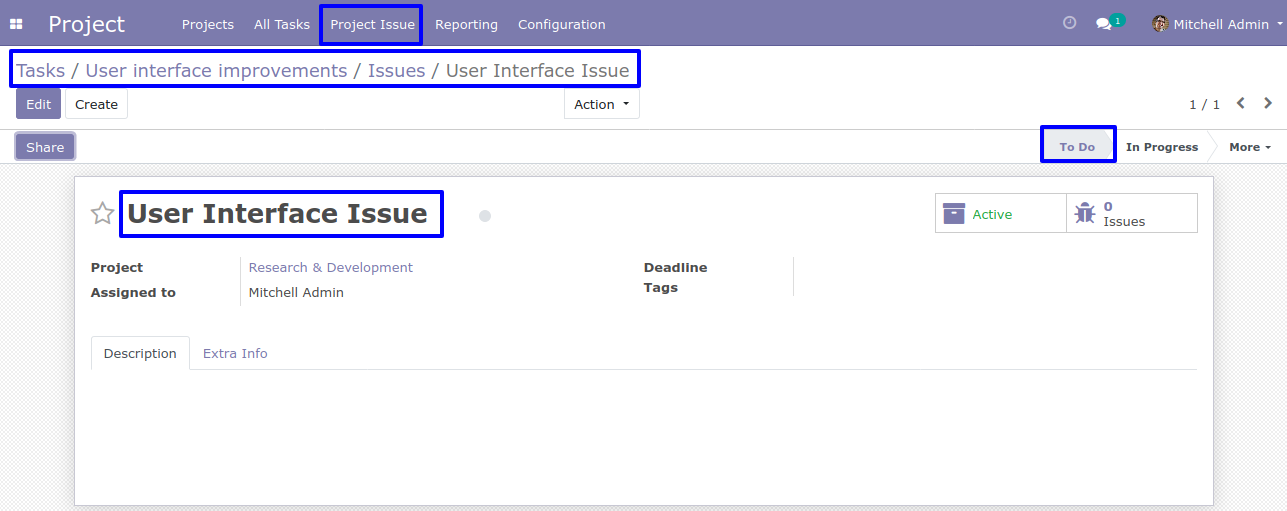 Project Projects All Tasks Project Issue Reporting Configuration 1 Mitchell Admin
Tasks / User interface improvements / Issues / User Interface Issue
Edit Create Action 1 / 1
Share To Do In Progress More
User Interface Issue Active 0 Issues
Project Research & Development Deadline
Assigned to Mitchell Admin Tags
Description Extra Info